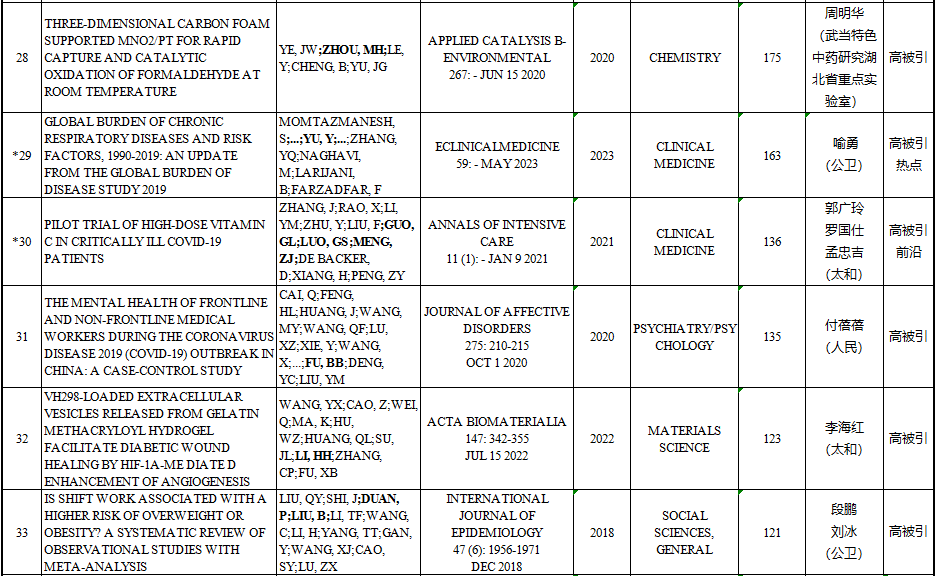 28
THREE-DIMENSIONAL CARBON FOAM
SUPPORTED MNO2/PT FOR RAPID
CAPTURE AND CATALYTIC
OXIDATION OF FORMALDEHYDE AT
ROOM TEMPERATURE
YE, JW;ZHOU, MH;LE,
Y;CHENG, B;YU, JG
APPLIED CATALYSIS B-
ENVIRONMENTAL
267: - JUN 15 2020
2020
CHEMISTRY
175
周明华
（武当特色
中药研究湖
北省重点实
验室）
高被引
*29
GLOBAL BURDEN OF CHRONIC
RESPIRATORY DISEASES AND RISK
FACTORS, 1990-2019: AN UPDATE
FROM THE GLOBAL BURDEN OF
DISEASE STUDY 2019
MOMTAZMANESH,
S;...;YU, Y;...;ZHANG,
YQ;NAGHAVI,
M;LARIJANI,
B;FARZADFAR, F
ECLINICALMEDICINE
59: - MAY 2023
2023
CLINICAL
MEDICINE
163
喻勇
(公卫)
高被引
热点
*30
PILOT TRIAL OF HIGH-DOSE VITAMIN
C IN CRITICALLY ILL COVID-19
PATIENTS
ZHANG, J;RAO, X;LI,
YM;ZHU, Y;LIU, F;GUO,
GL;LUO, GS;MENG,
ZJ;DE BACKER,
D;XIANG, H;PENG, ZY
ANNALS OF INTENSIVE
CARE
11 (1): - JAN 9 2021
2021
CLINICAL
MEDICINE
136
郭广玲
罗国仕
孟忠吉
(太和)
高被引
前沿
31
THE MENTAL HEALTH OF FRONTLINE
AND NON-FRONTLINE MEDICAL
WORKERS DURING THE CORONAVIRUS
DISEASE 2019 (COVID-19) OUTBREAK IN
CHINA: A CASE-CONTROL STUDY
CAI, Q;FENG,
HL;HUANG, J;WANG,
MY;WANG, QF;LU,
XZ;XIE, Y;WANG,
X;...;FU, BB;DENG,
YC;LIU, YM
JOURNAL OF AFFECTIVE
DISORDERS
275: 210-215
OCT 1 2020
2020
PSYCHIATRY/PSY
CHOLOGY
135
付蓓蓓
(人民)
高被引
32
VH298-LOADED EXTRACELLULAR
VESICLES RELEASED FROM GELATIN
METHACRYLOYL HYDROGEL
FACILITATE DIABETIC WOUND
HEALING BY HIF-1A-ME DIATE D
ENHANCEMENT OF ANGIOGENESIS
WANG, YX;CAO, Z;WEI,
Q;MA, K;HU,
WZ;HUANG, QL;SU,
JL;LI, HH;ZHANG,
CP;FU, XB
ACTA BIOMATERIALIA
147: 342-355
JUL 15 2022
2022
MATERIALS
SCIENCE
123
李海红
(太和)
高被引
33
IS SHIFT WORK ASSOCIATED WITH A
HIGHER RISK OF OVERWEIGHT OR
OBESITY? A SYSTEMATIC REVIEW OF
OBSERVATIONAL STUDIES WITH
META-ANALYSIS
LIU, QY;SHI, J;DUAN,
P;LIU, B;LI, TF;WANG,
C;LI, H;YANG, TT;GAN,
Y;WANG, XJ;CAO,
SY;LU, ZX
INTERNATIONAL
JOURNAL OF
EPIDEMIOLOGY
47 (6): 1956-1971
DEC 2018
2018
SOCIAL
SCIENCES,
GENERAL
121
段鹏
刘冰
(公卫)
高被引